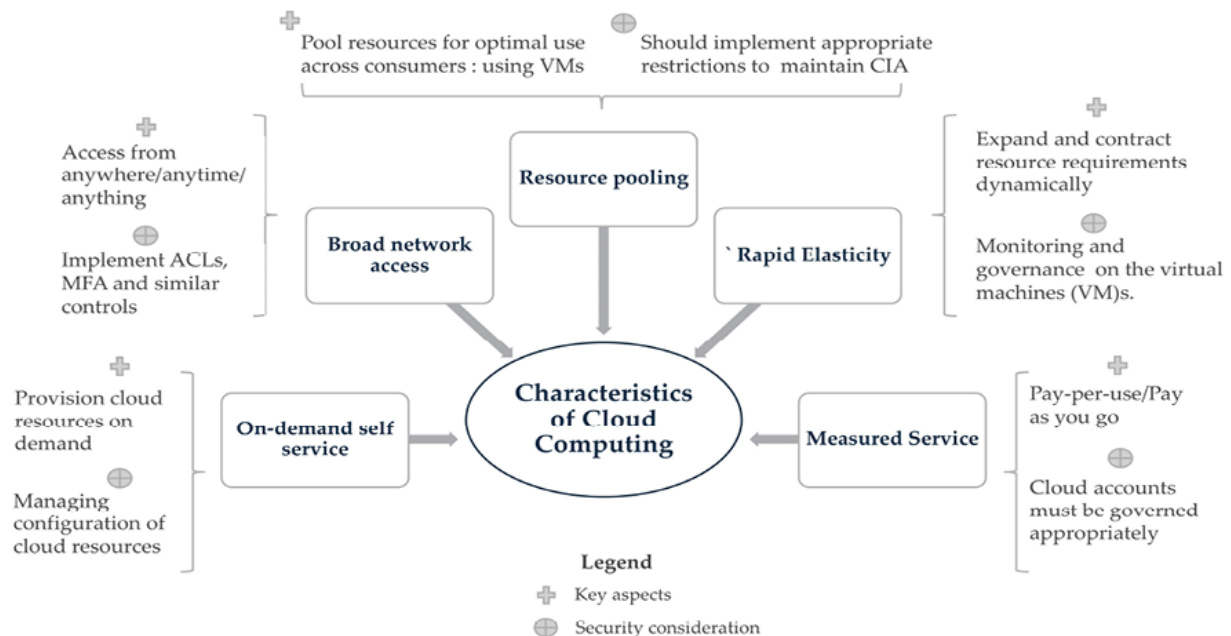 Pool resources for optimal use
across consumers : using VMs
Should implement appropriate
restrictions to maintain CIA
Access from
anywhere/anytime/
anything
Implement ACLs,
MFA and similar
controls
Resource pooling
Broad network
access
` Rapid Elasticity
Expand and contract
resource requirements
dynamically
Monitoring and
governance on the virtual
machines (VM)s.
Provision cloud
resources on
demand
Managing
configuration of
cloud resources
On-demand self
service
Characteristics
of Cloud
Computing
Measured Service
Pay-per-use/Pay
as you go
Cloud accounts
must be governed
appropriately
Legend
Key aspects
Security consideration